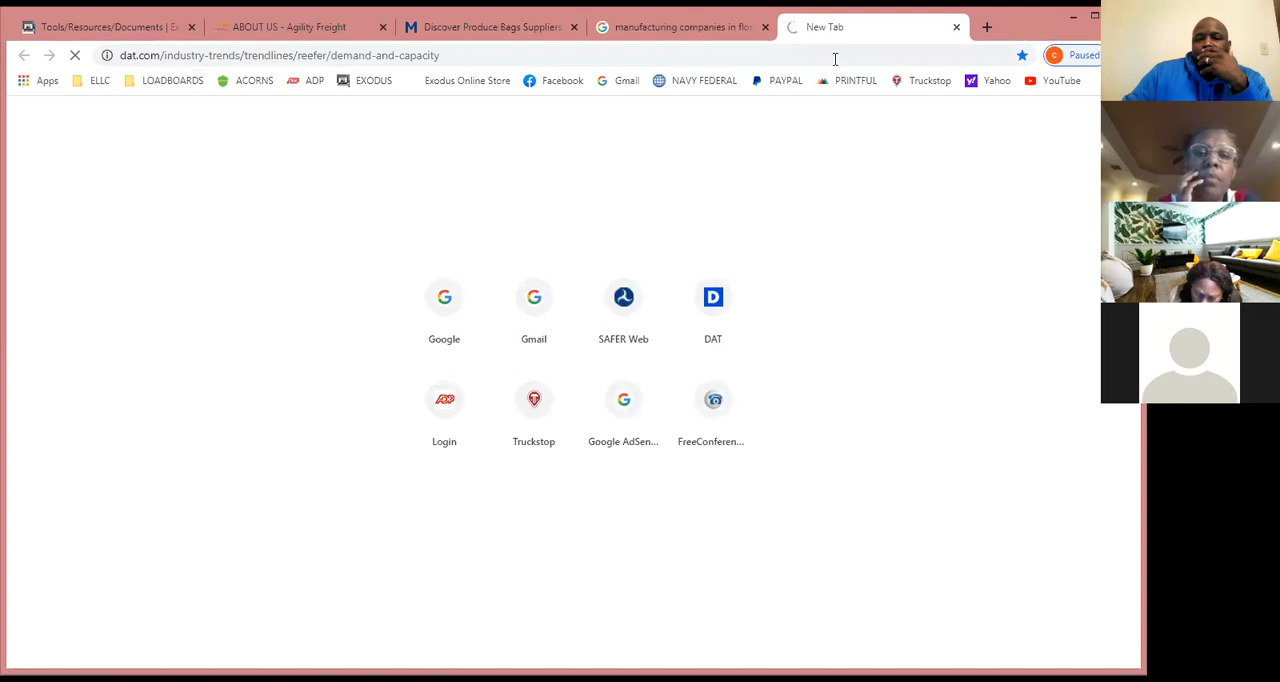 Tools/Resources/Documents | E
ABOUT US - Agility Freight
Discover Produce Bags Suppliers
manufacturing companies in flo
New Tab
dat.com/industry-trends/trendlines/reefer/demand-and-capacity
C Paused
Apps ELLC LOADBOARDS ACORNS ADP EXODUS Exodus Online Store Facebook Gmail NAVY FEDERAL PAYPAL PRINTFUL Truckstop Yahoo YouTube
Google Gmail SAFER Web DAT
Login Truckstop Google AdSen... FreeConferen...